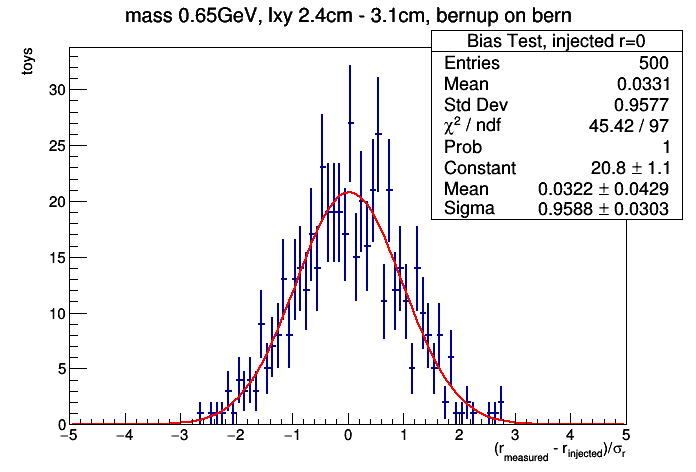 mass 0.65GeV, lxy 2.4cm - 3.1cm, bernup on bern
Bias Test, injected r=0
Entries 500
Mean 0.0331
Std Dev 0.9577
χ² / ndf 45.42 / 97
Prob 1
Constant 20.8 ± 1.1
Mean 0.0322 ± 0.0429
Sigma 0.9588 ± 0.0303
toys
30
25
20
15
10
5
0
−5 −4 −3 −2 −1 0 1 2 3 4 5
(r_measured - r_injected)/σ_r